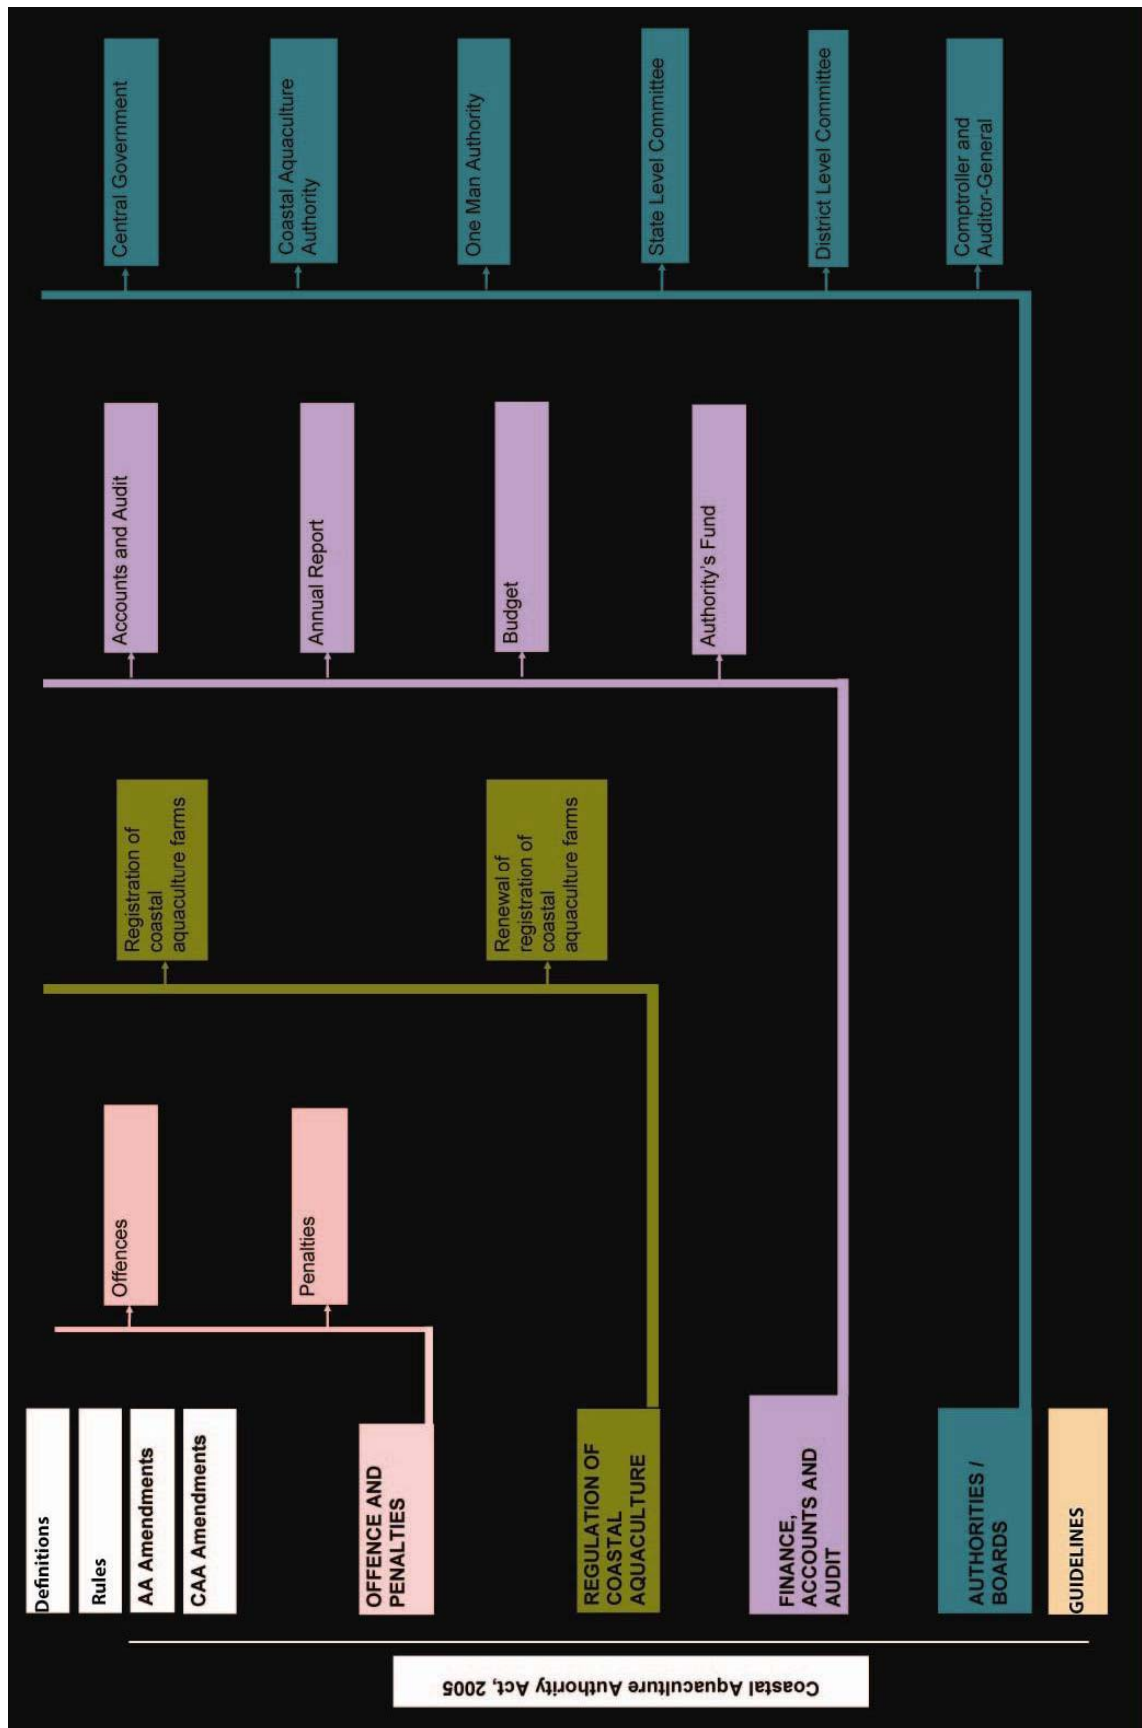 Coastal Aquaculture Authority Act, 2005
Definitions
Rules
AA Amendments
CAA Amendments
OFFENCE AND
PENALTIES
Offences
Penalties
REGULATION OF
COASTAL
AQUACULTURE
Registration of
coastal
aquaculture farms
Renewal of
registration of
coastal
aquaculture farms
FINANCE,
ACCOUNTS AND
AUDIT
Accounts and Audit
Annual Report
Budget
Authority's Fund
AUTHORITIES /
BOARDS
Central Government
Coastal Aquaculture
Authority
One Man Authority
State Level Committee
District Level Committee
Comptroller and
Auditor-General
GUIDELINES